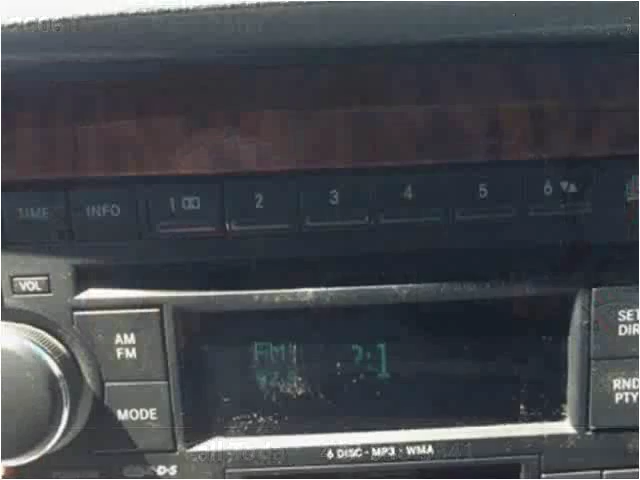 TIME INFO 1 2 3 4 5 6
VOL
AM
FM
SET
DIR
FM
MODE
RND
PTY
6 DISC - MP3 - WMA